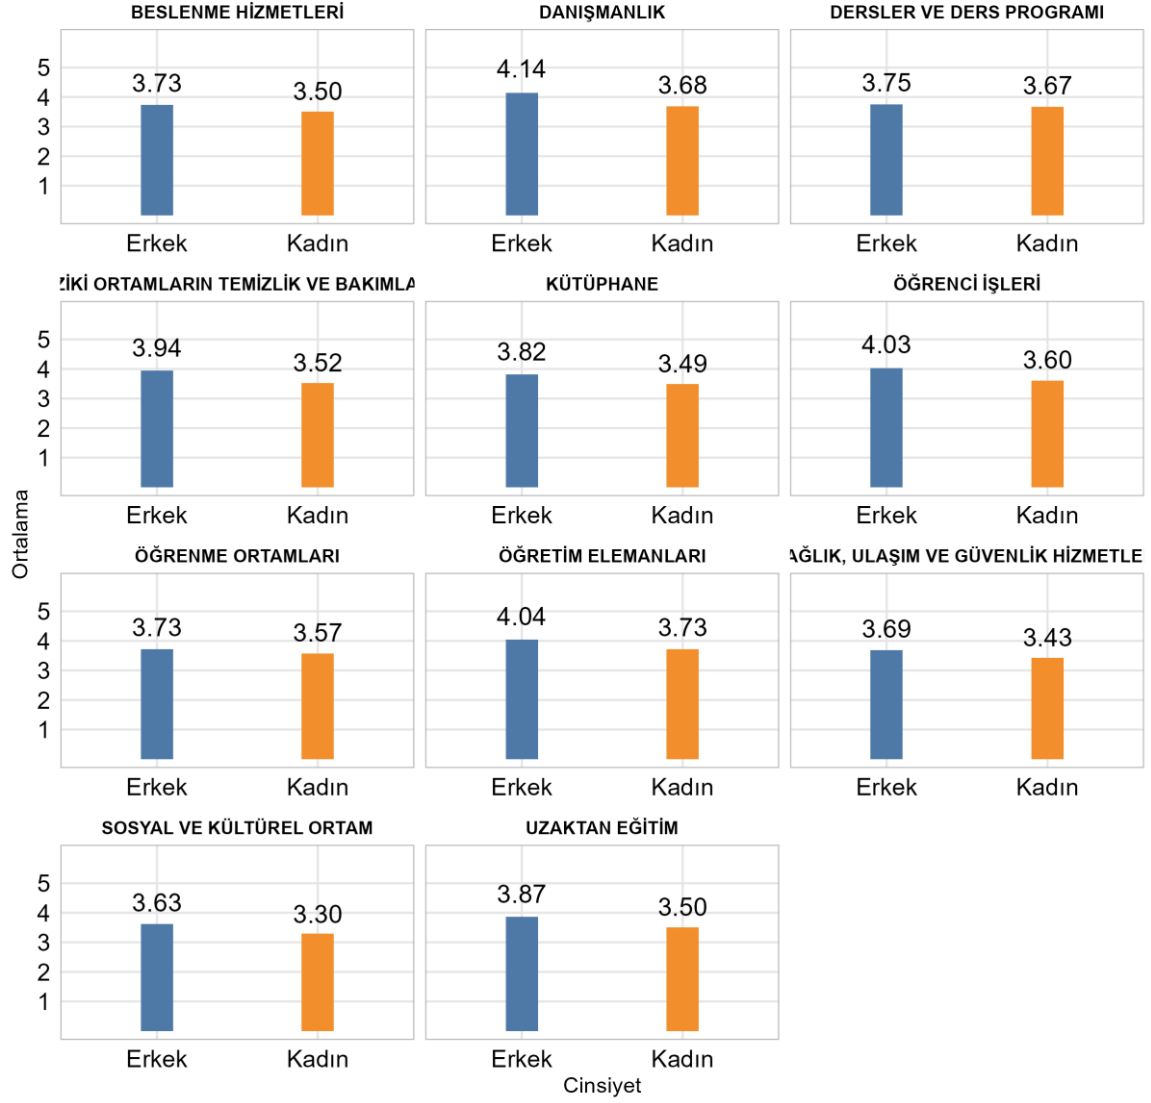 BESLENME HİZMETLERİ
5
4
3
2
1
3.73
3.50
Erkek
Kadın
DANIŞMANLIK
4.14
3.68
Erkek
Kadın
DERSLER VE DERS PROGRAMI
3.75
3.67
Erkek
Kadın
ZİKİ ORTAMLARIN TEMİZLİK VE BAKIMLA
5
4
3
2
1
3.94
3.52
Erkek
Kadın
KÜTÜPHANE
3.82
3.49
Erkek
Kadın
ÖĞRENCİ İŞLERİ
4.03
3.60
Erkek
Kadın
Ortalama
ÖĞRENME ORTAMLARI
5
4
3
2
1
3.73
3.57
Erkek
Kadın
ÖĞRETİM ELEMANLARI
4.04
3.73
Erkek
Kadın
AĞLIK, ULAŞIM VE GÜVENLİK HİZMETLE
3.69
3.43
Erkek
Kadın
SOSYAL VE KÜLTÜREL ORTAM
5
4
3
2
1
3.63
3.30
Erkek
Kadın
UZAKTAN EĞİTİM
3.87
3.50
Erkek
Kadın
Cinsiyet